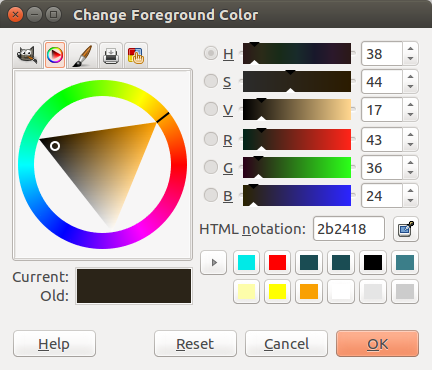 Change Foreground Color
H 38
S 44
V 17
R 43
G 36
B 24
HTML notation: 2b2418
Current:
Old:
Help Reset Cancel OK